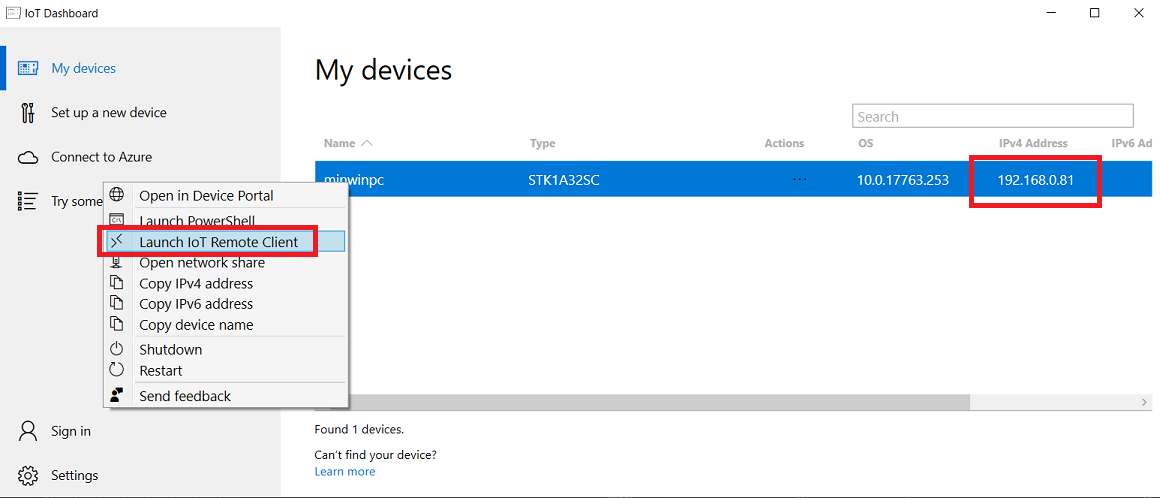 IoT Dashboard
My devices
Set up a new device
Connect to Azure
Try some
Open in Device Portal
Launch PowerShell
Launch IoT Remote Client
Open network share
Copy IPv4 address
Copy IPv6 address
Copy device name
Shutdown
Restart
Send feedback
Sign in
Settings
My devices
Search
Name Type Actions OS IPv4 Address IPv6 Ad
minwinpc STK1A32SC ... 10.0.17763.253 192.168.0.81
Found 1 devices.
Can't find your device?
Learn more